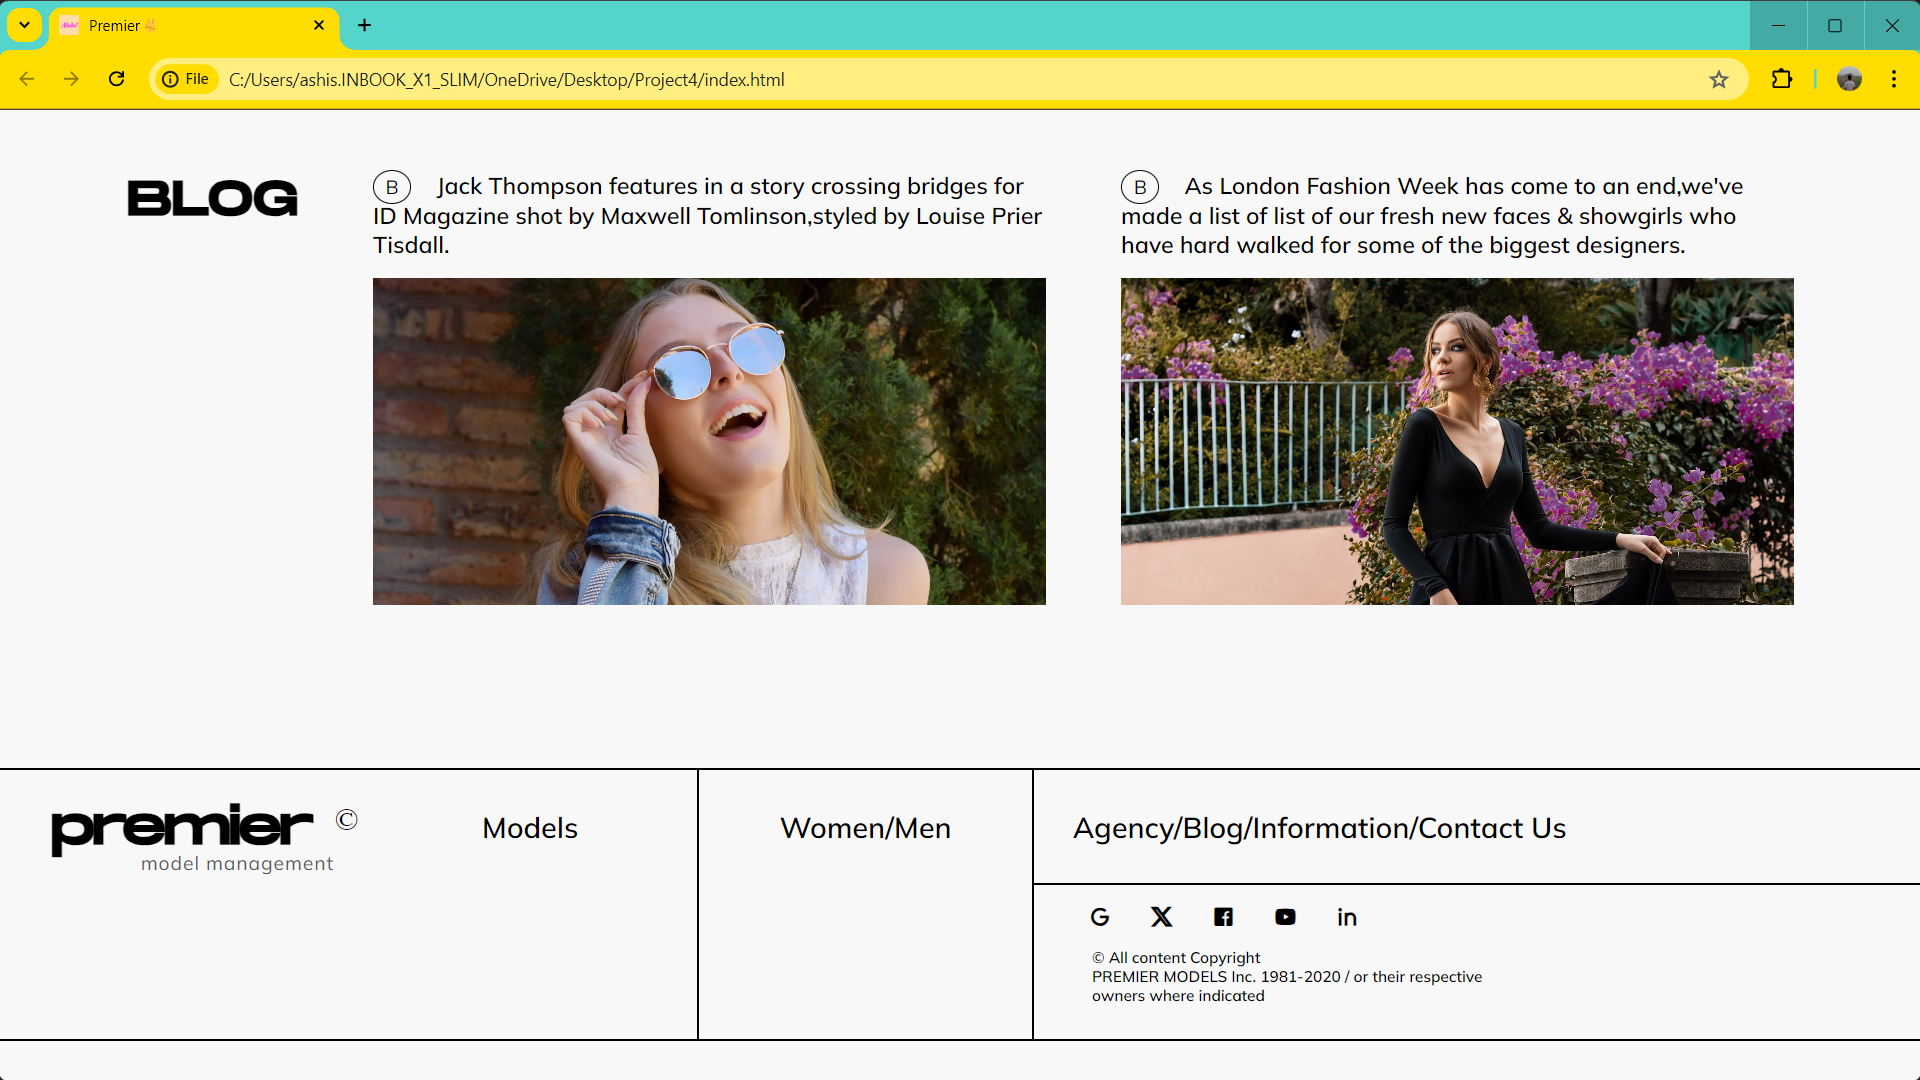 Premier
File
C:/Users/ashis.INBOOK_X1_SLIM/OneDrive/Desktop/Project4/index.html
BLOG
B Jack Thompson features in a story crossing bridges for
ID Magazine shot by Maxwell Tomlinson,styled by Louise Prier
Tisdall.
B As London Fashion Week has come to an end,we've
made a list of list of our fresh new faces & showgirls who
have hard walked for some of the biggest designers.
premier ©
model management
Models
Women/Men
Agency/Blog/Information/Contact Us
© All content Copyright
PREMIER MODELS Inc. 1981-2020 / or their respective
owners where indicated